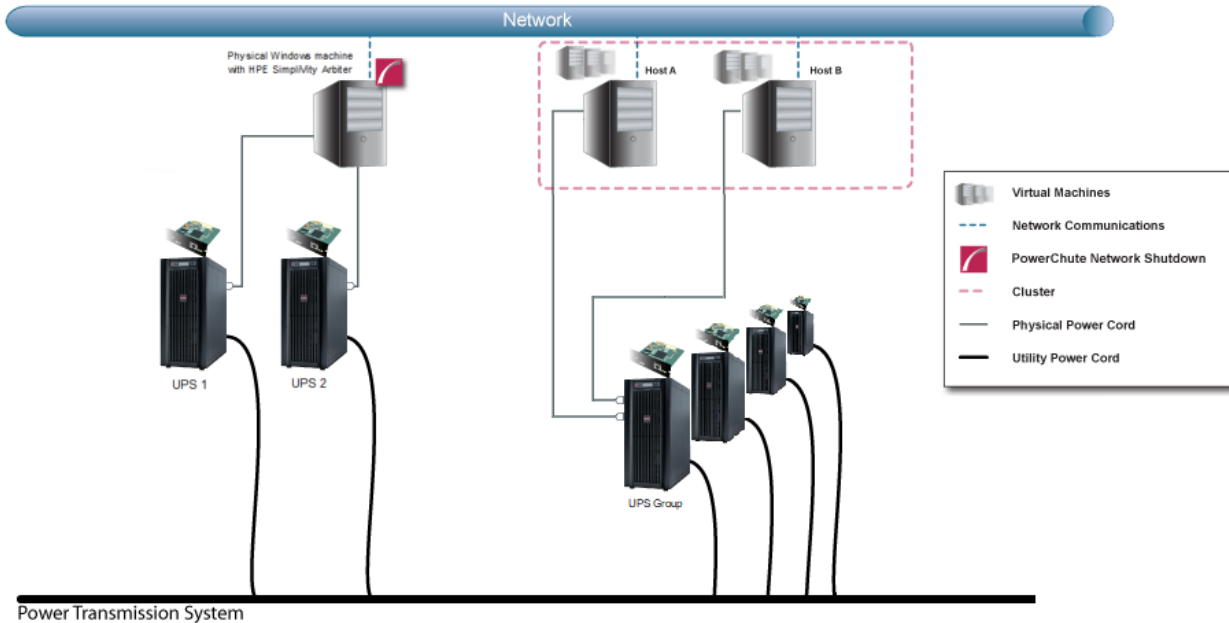 Network
Physical Windows machine
with HPE SimpliVity Arbiter
Host A
Host B
Virtual Machines
Network Communications
PowerChute Network Shutdown
Cluster
Physical Power Cord
Utility Power Cord
UPS 1
UPS 2
UPS Group
Power Transmission System